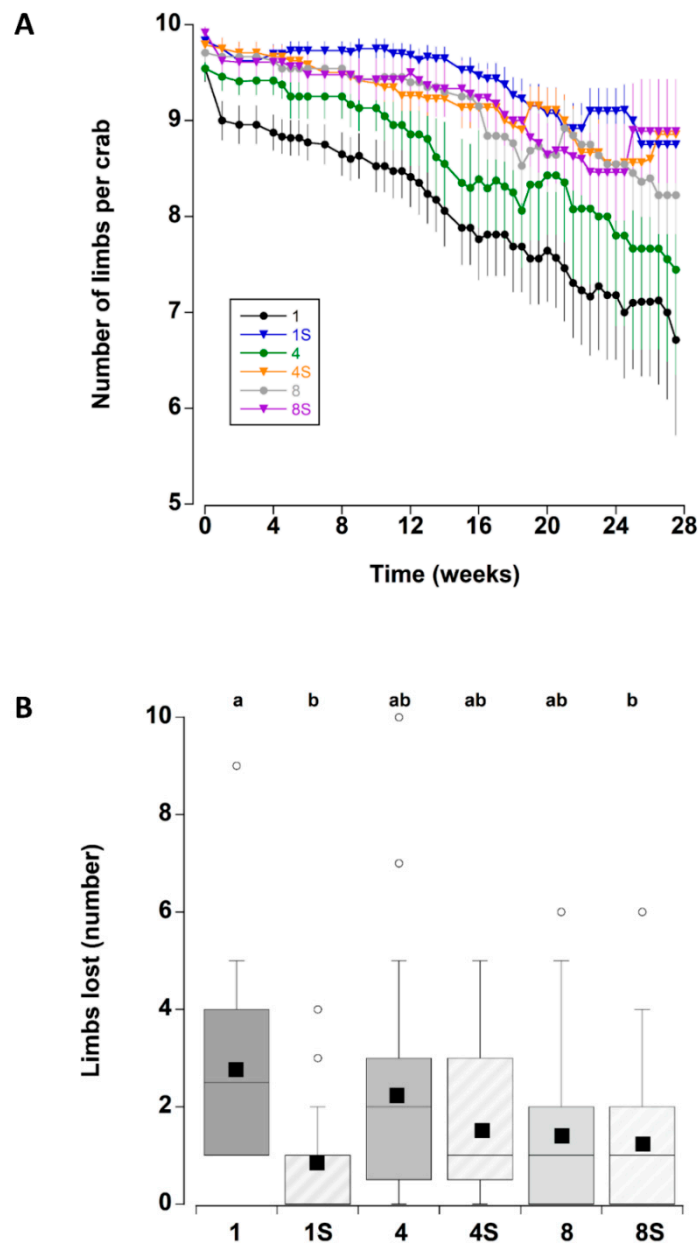 A
10
9
8
7
6
5
Number of limbs per crab
1
1S
4
4S
8
8S
0 4 8 12 16 20 24 28
Time (weeks)
B
a b ab ab ab b
10
8
6
4
2
0
Limbs lost (number)
1 1S 4 4S 8 8S